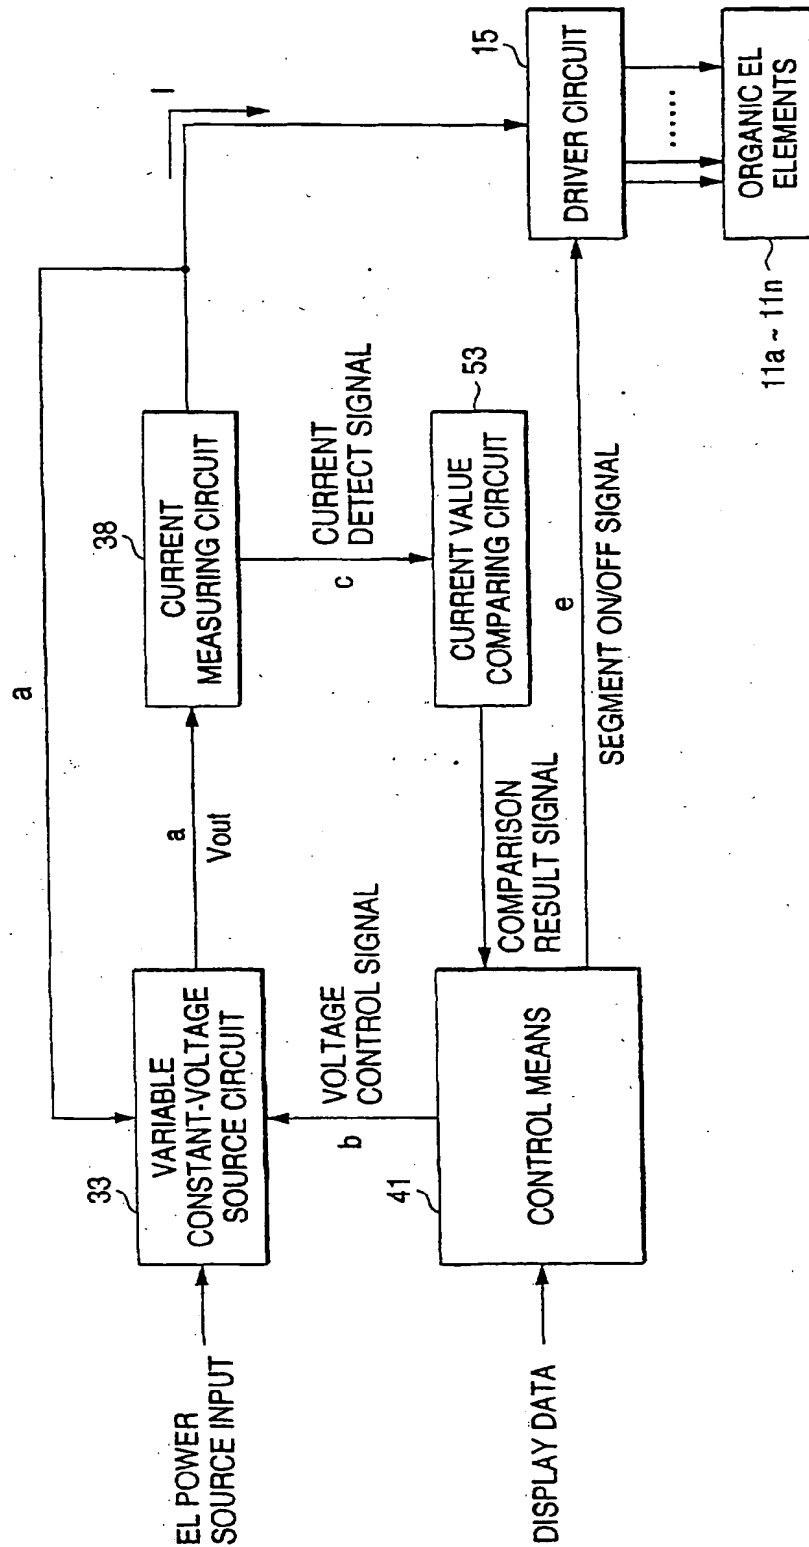 EL POWER
SOURCE INPUT
33
VARIABLE
CONSTANT-VOLTAGE
SOURCE CIRCUIT
a
a
Vout
38
CURRENT
MEASURING CIRCUIT
I
b
VOLTAGE
CONTROL SIGNAL
c
CURRENT
DETECT SIGNAL
DISPLAY DATA
41
CONTROL MEANS
COMPARISON
RESULT SIGNAL
CURRENT VALUE
COMPARING CIRCUIT
53
e
SEGMENT ON/OFF SIGNAL
15
DRIVER CIRCUIT
......
ORGANIC EL
ELEMENTS
11a ~ 11n